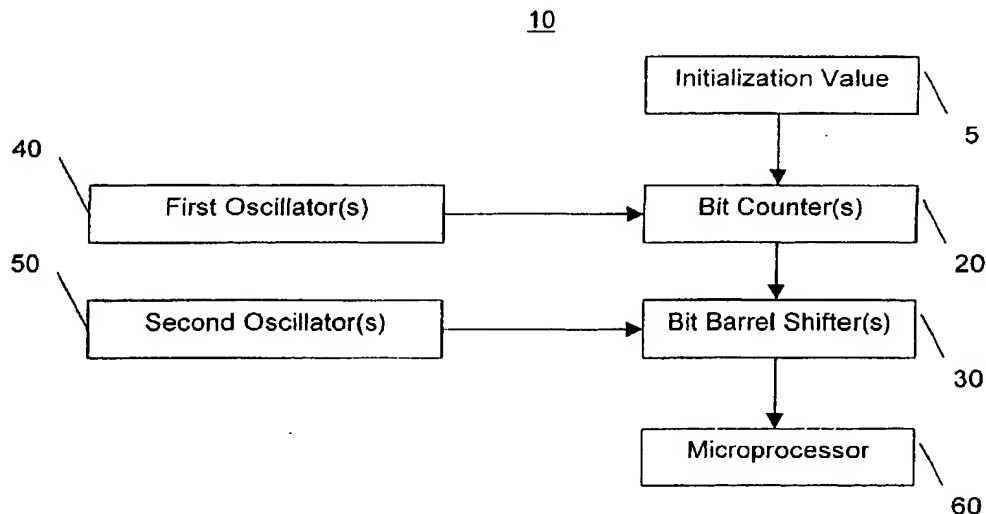 10
Initialization Value
5
40
First Oscillator(s)
Bit Counter(s)
20
50
Second Oscillator(s)
Bit Barrel Shifter(s)
30
Microprocessor
60